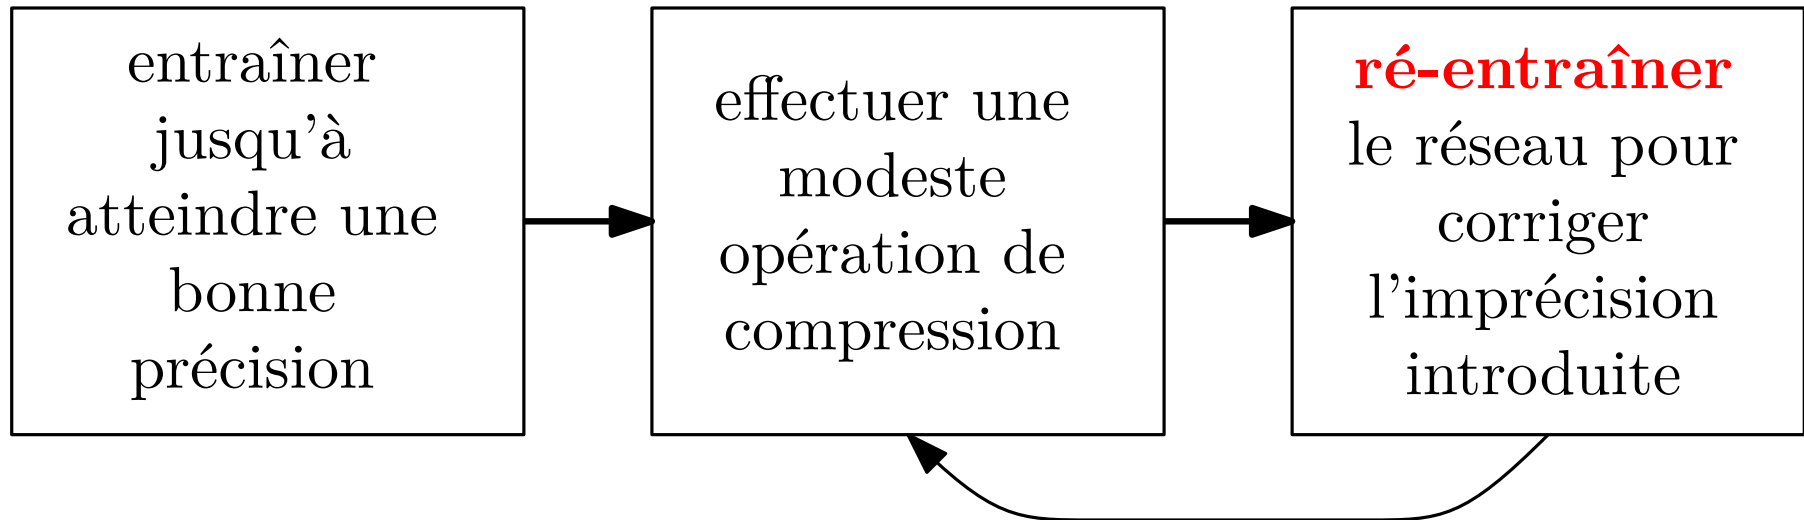 entraîner
jusqu'à
atteindre une
bonne
précision
effectuer une
modeste
opération de
compression
ré-entraîner
le réseau pour
corriger
l'imprécision
introduite